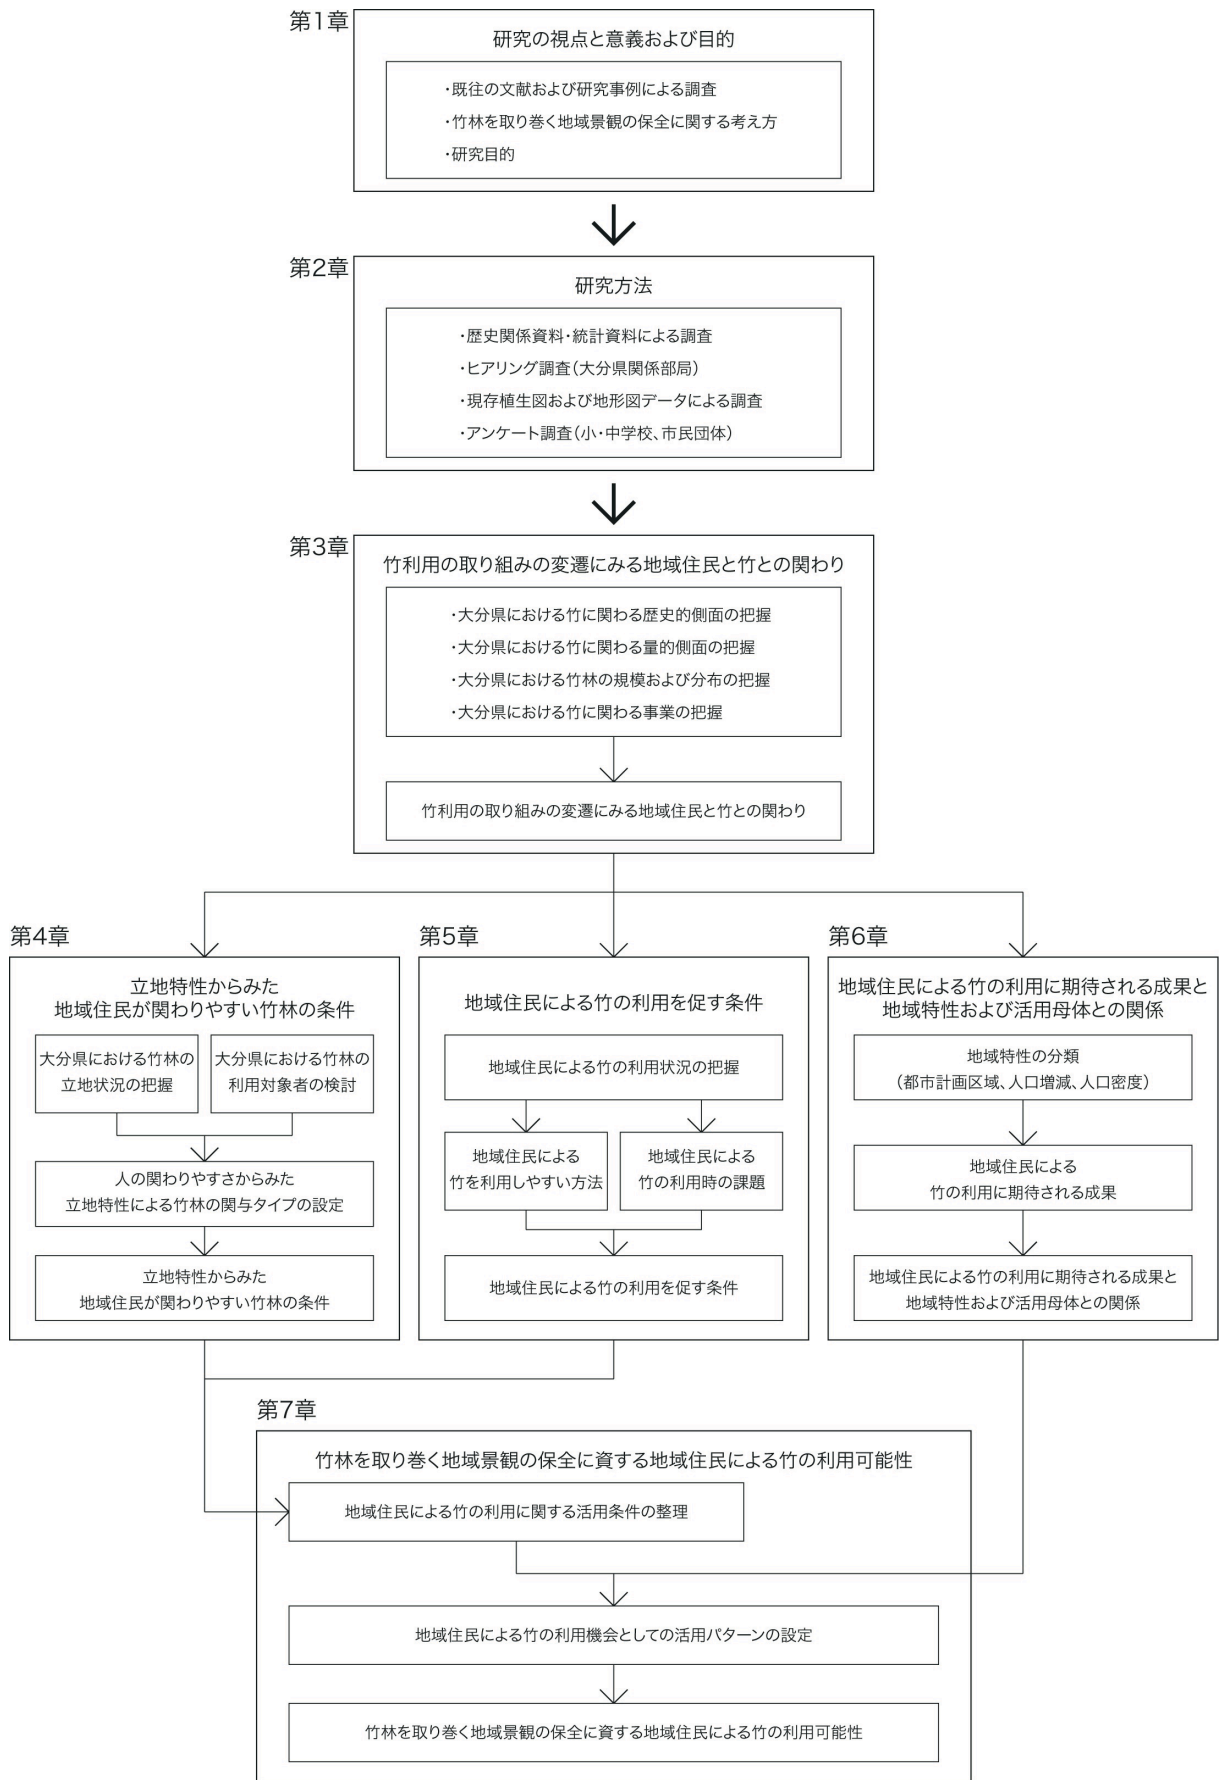 第1章
研究の視点と意義および目的
・既往の文献および研究事例による調査
・竹林を取り巻く地域景観の保全に関する考え方
・研究目的
第2章
研究方法
・歴史関係資料・統計資料による調査
・ヒアリング調査(大分県関係部局)
・現存植生図および地形図データによる調査
・アンケート調査(小・中学校、市民団体)
第3章
竹利用の取り組みの変遷にみる地域住民と竹との関わり
・大分県における竹に関わる歴史的側面の把握
・大分県における竹に関わる量的側面の把握
・大分県における竹林の規模および分布の把握
・大分県における竹に関わる事業の把握
竹利用の取り組みの変遷にみる地域住民と竹との関わり
第4章
立地特性からみた
地域住民が関わりやすい竹林の条件
大分県における竹林の
立地状況の把握
大分県における竹林の
利用対象者の検討
人の関わりやすさからみた
立地特性による竹林の関与タイプの設定
立地特性からみた
地域住民が関わりやすい竹林の条件
第5章
地域住民による竹の利用を促す条件
地域住民による竹の利用状況の把握
地域住民による
竹を利用しやすい方法
地域住民による
竹の利用時の課題
地域住民による竹の利用を促す条件
第6章
地域住民による竹の利用に期待される成果と
地域特性および活用母体との関係
地域特性の分類
(都市計画区域、人口増減、人口密度)
地域住民による
竹の利用に期待される成果
地域住民による竹の利用に期待される成果と
地域特性および活用母体との関係
第7章
竹林を取り巻く地域景観の保全に資する地域住民による竹の利用可能性
地域住民による竹の利用に関する活用条件の整理
地域住民による竹の利用機会としての活用パターンの設定
竹林を取り巻く地域景観の保全に資する地域住民による竹の利用可能性